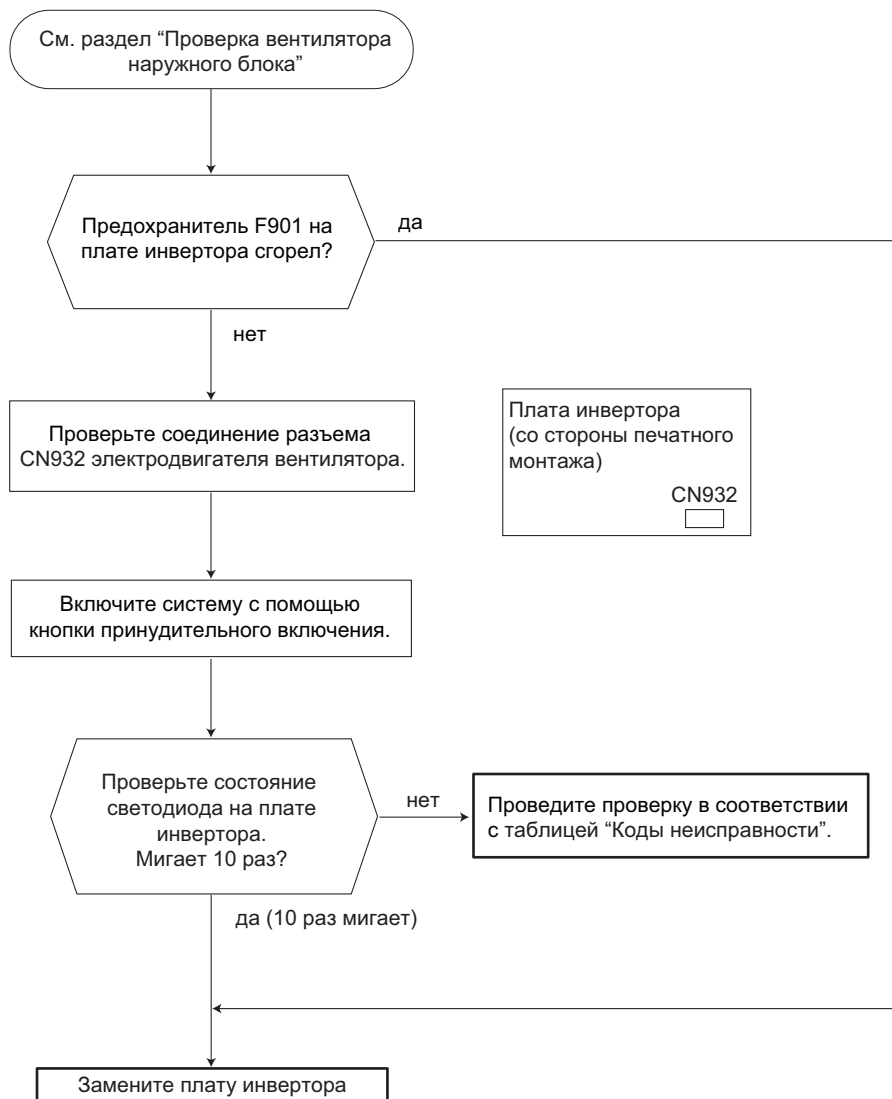 См. раздел “Проверка вентилятора
наружного блока”
Предохранитель F901 на
плате инвертора сгорел?
да
нет
Проверьте соединение разъема
CN932 электродвигателя вентилятора.
Плата инвертора
(со стороны печатного
монтажа)
CN932
Включите систему с помощью
кнопки принудительного включения.
Проверьте состояние
светодиода на плате
инвертора.
Мигает 10 раз?
нет
Проведите проверку в соответствии
с таблицей “Коды неисправности”.
да (10 раз мигает)
Замените плату инвертора